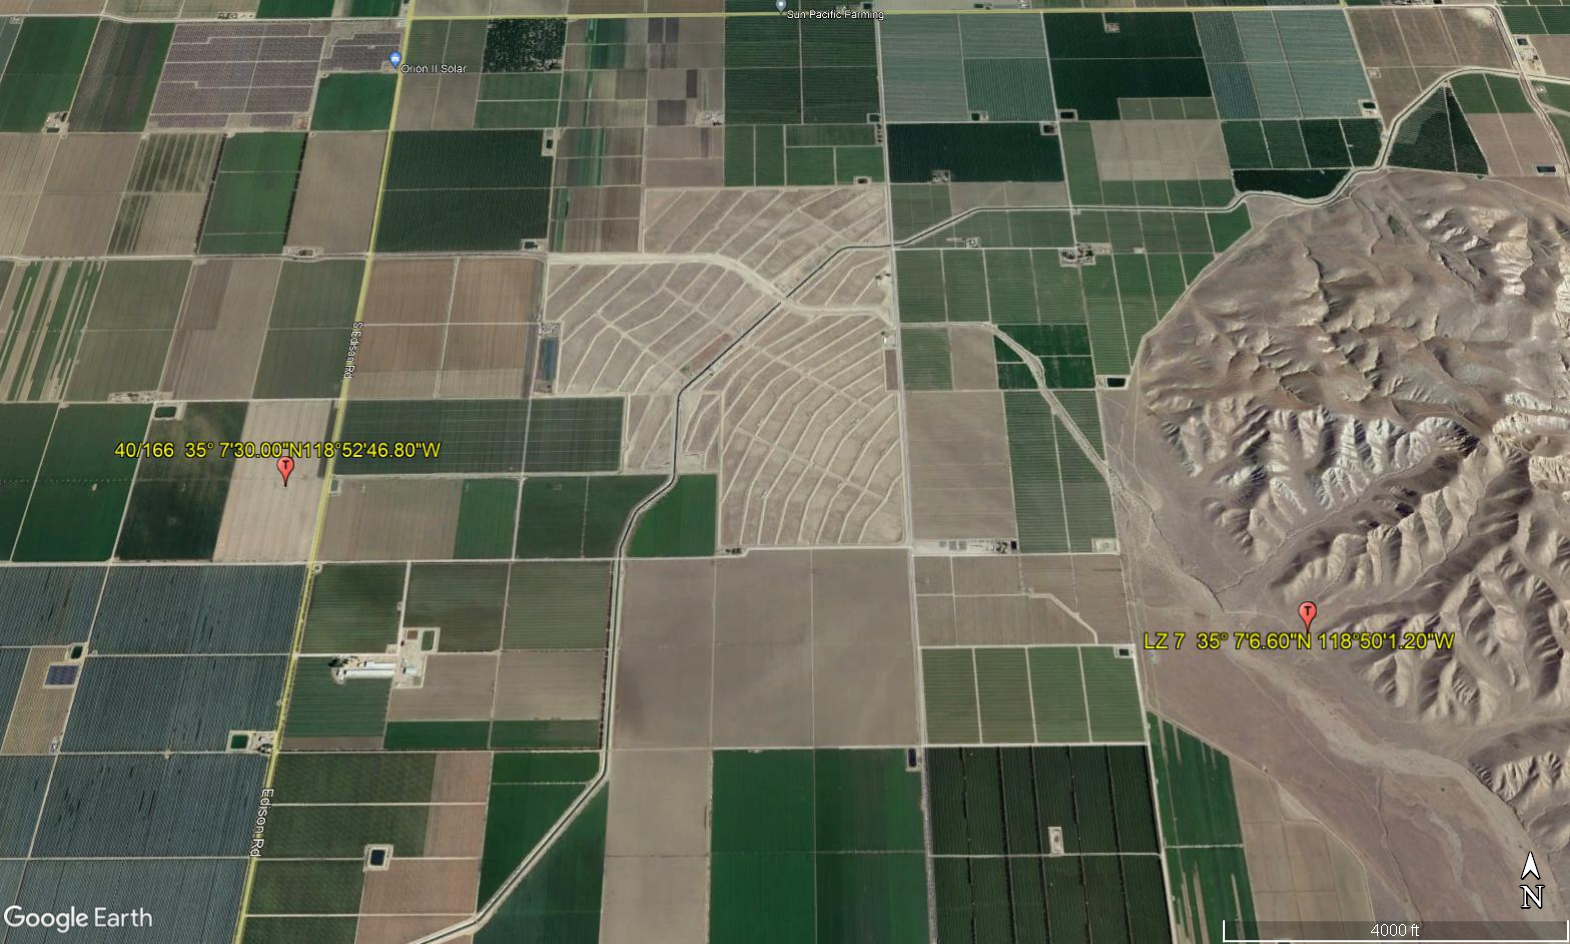 Sun Pacific Farming
Orion II Solar
S Edison Rd
40/166  35° 7'30.00"N118°52'46.80"W
T
T
LZ 7  35° 7'6.60"N 118°50'1.20"W
Edison Rd
N
Google Earth
4000 ft